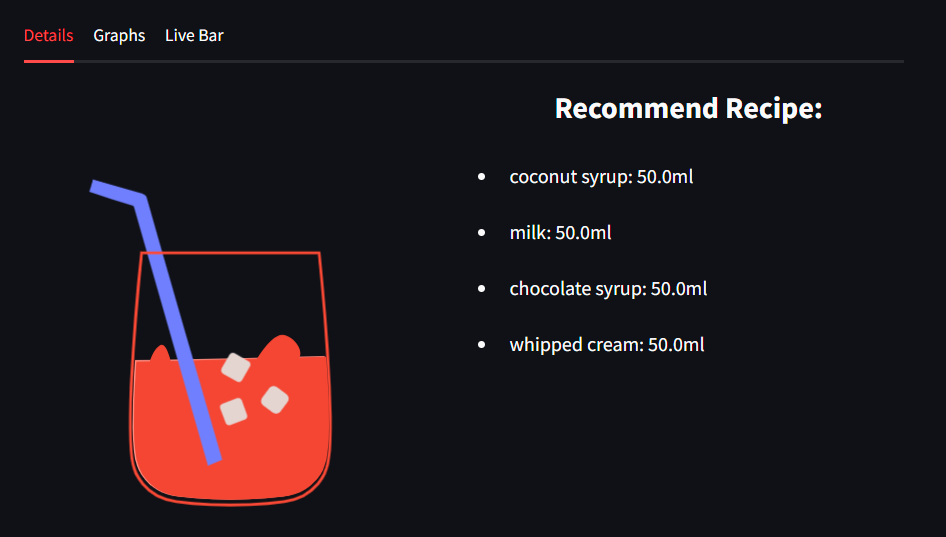 Details Graphs Live Bar
Recommend Recipe:
coconut syrup: 50.0ml
milk: 50.0ml
chocolate syrup: 50.0ml
whipped cream: 50.0ml